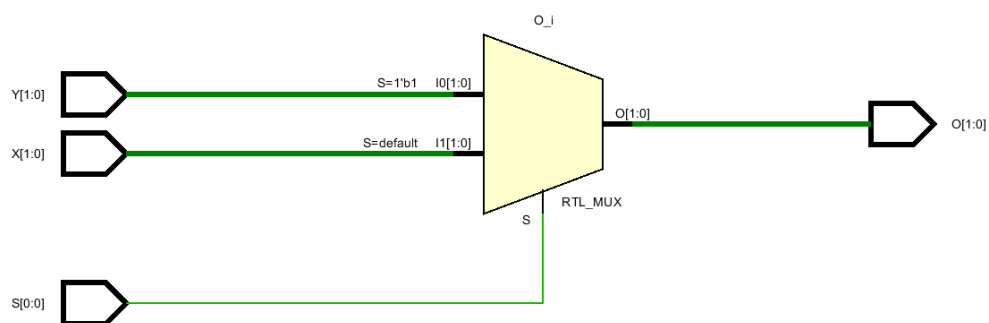 O_i
Y[1:0] S=1'b1 I0[1:0]
O[1:0] O[1:0]
X[1:0] S=default I1[1:0]
S RTL_MUX
S[0:0]